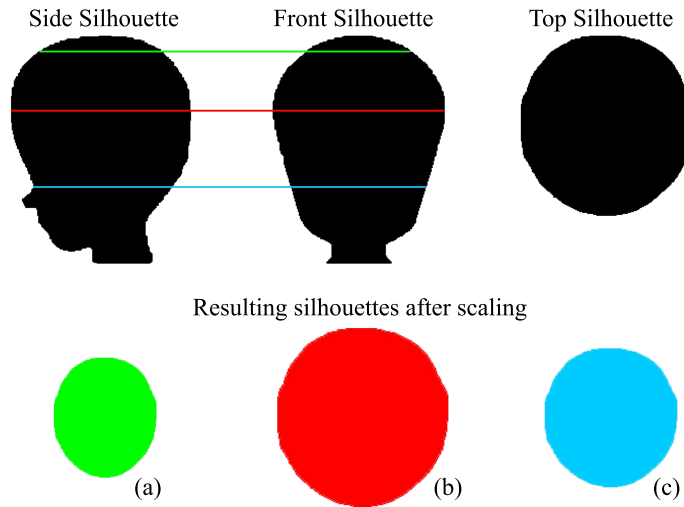 Side Silhouette
Front Silhouette
Top Silhouette
Resulting silhouettes after scaling
(a)
(b)
(c)